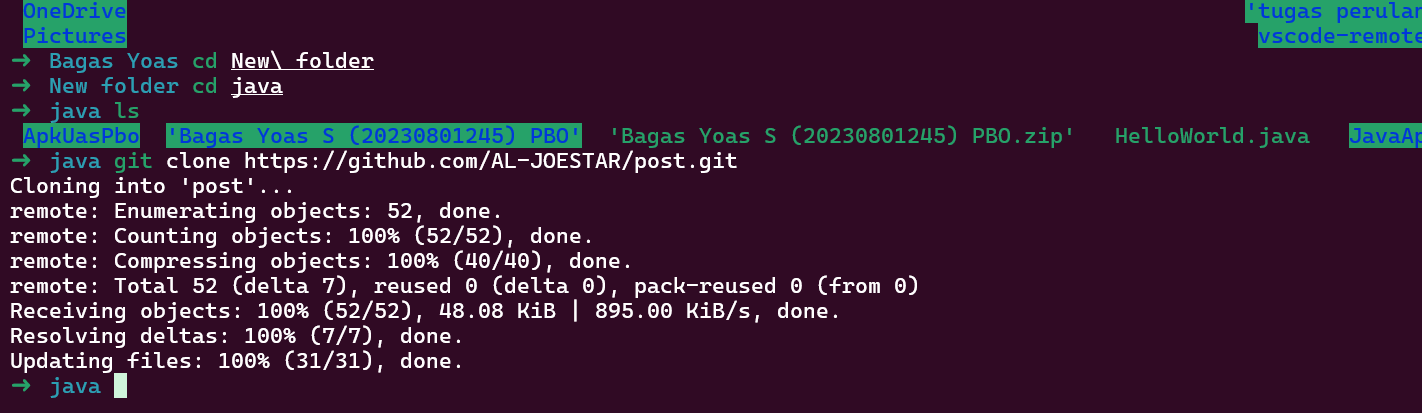 OneDrive 'tugas perulan
Pictures vscode-remote
➜ Bagas Yoas cd New\ folder
➜ New folder cd java
➜ java ls
ApkUasPbo 'Bagas Yoas S (20230801245) PBO' 'Bagas Yoas S (20230801245) PBO.zip' HelloWorld.java JavaAp
➜ java git clone https://github.com/AL-JOESTAR/post.git
Cloning into 'post'...
remote: Enumerating objects: 52, done.
remote: Counting objects: 100% (52/52), done.
remote: Compressing objects: 100% (40/40), done.
remote: Total 52 (delta 7), reused 0 (delta 0), pack-reused 0 (from 0)
Receiving objects: 100% (52/52), 48.08 KiB | 895.00 KiB/s, done.
Resolving deltas: 100% (7/7), done.
Updating files: 100% (31/31), done.
➜ java